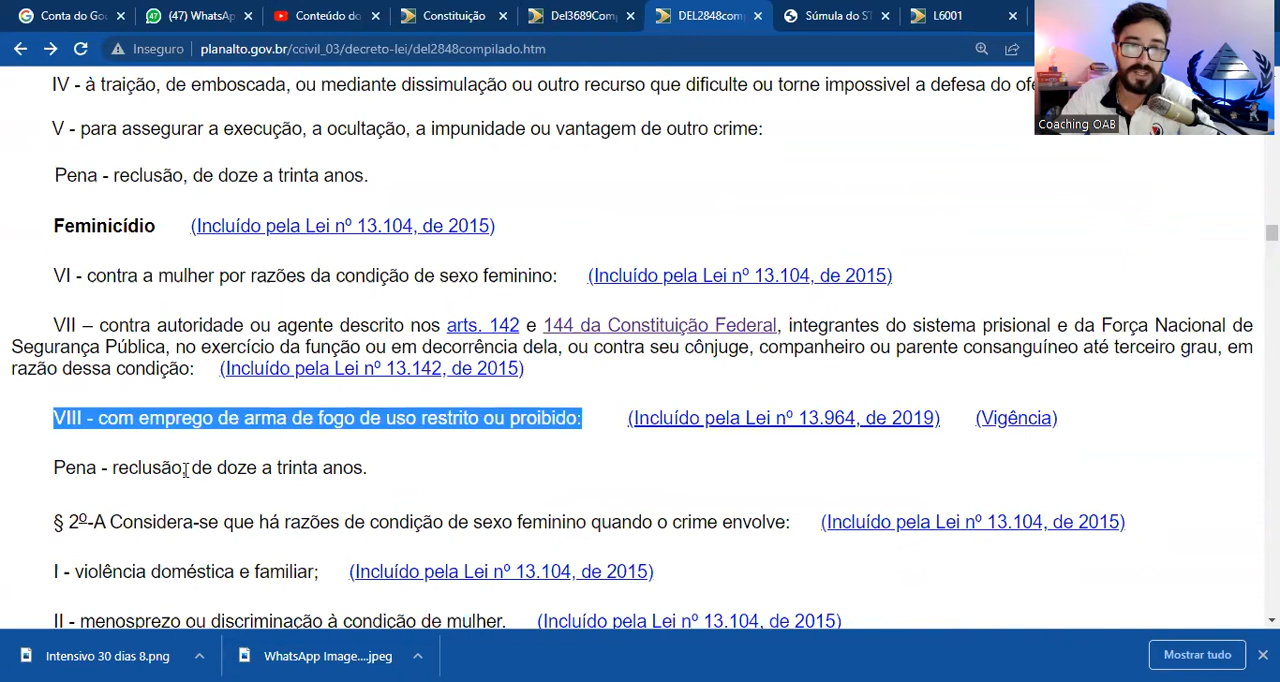 Conta do Goo
(47) WhatsAp
Conteúdo do
Constituição
Del3689Comp
DEL2848comp
Súmula do ST
L6001
Inseguro
planalto.gov.br/ccivil_03/decreto-lei/del2848compilado.htm
IV - à traição, de emboscada, ou mediante dissimulação ou outro recurso que dificulte ou torne impossivel a defesa do ofe
V - para assegurar a execução, a ocultação, a impunidade ou vantagem de outro crime:
Coaching OAB
Pena - reclusão, de doze a trinta anos.
Feminicídio (Incluído pela Lei nº 13.104, de 2015)
VI - contra a mulher por razões da condição de sexo feminino: (Incluído pela Lei nº 13.104, de 2015)
VII – contra autoridade ou agente descrito nos arts. 142 e 144 da Constituição Federal, integrantes do sistema prisional e da Força Nacional de
Segurança Pública, no exercício da função ou em decorrência dela, ou contra seu cônjuge, companheiro ou parente consanguíneo até terceiro grau, em
razão dessa condição: (Incluído pela Lei nº 13.142, de 2015)
VIII - com emprego de arma de fogo de uso restrito ou proibido: (Incluído pela Lei nº 13.964, de 2019) (Vigência)
Pena - reclusão, de doze a trinta anos.
§ 2º-A Considera-se que há razões de condição de sexo feminino quando o crime envolve: (Incluído pela Lei nº 13.104, de 2015)
I - violência doméstica e familiar; (Incluído pela Lei nº 13.104, de 2015)
II - menosprezo ou discriminação à condição de mulher. (Incluído pela Lei nº 13.104, de 2015)
Intensivo 30 dias 8.png
WhatsApp Image....jpeg
Mostrar tudo